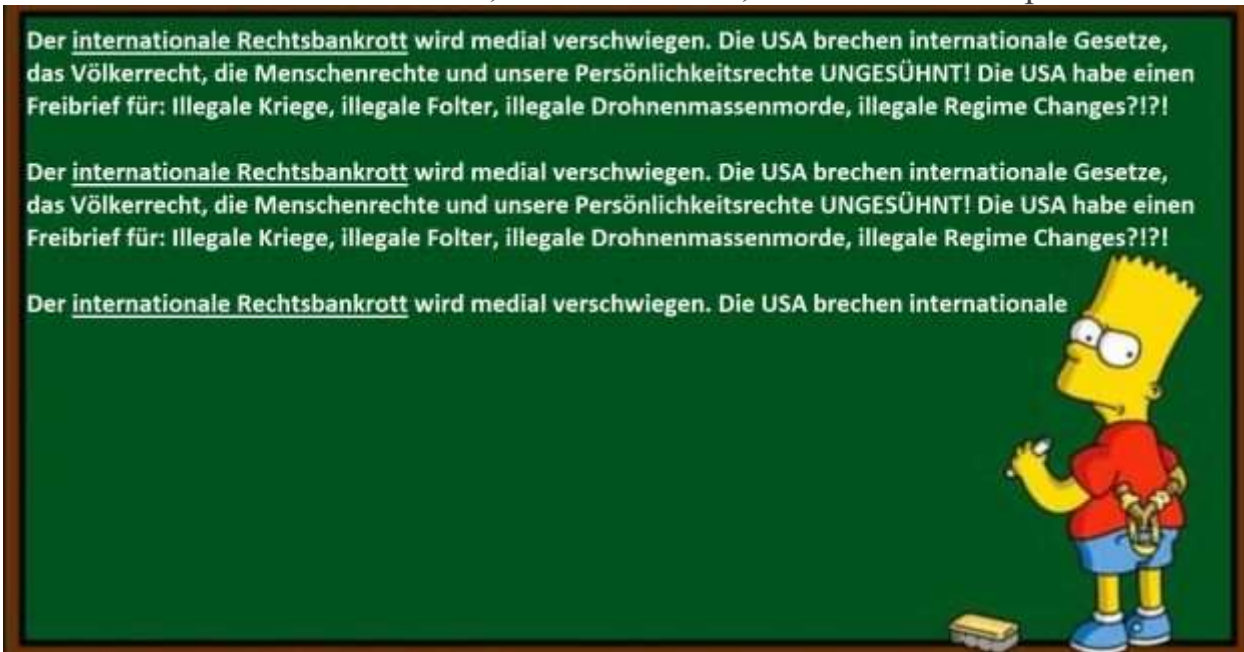 Der internationale Rechtsbankrott wird medial verschwiegen. Die USA brechen internationale Gesetze,
das Völkerrecht, die Menschenrechte und unsere Persönlichkeitsrechte UNGESÜHNT! Die USA habe einen
Freibrief für: Illegale Kriege, illegale Folter, illegale Drohnenmassenmorde, illegale Regime Changes?!?!
Der internationale Rechtsbankrott wird medial verschwiegen. Die USA brechen internationale Gesetze,
das Völkerrecht, die Menschenrechte und unsere Persönlichkeitsrechte UNGESÜHNT! Die USA habe einen
Freibrief für: Illegale Kriege, illegale Folter, illegale Drohnenmassenmorde, illegale Regime Changes?!?!
Der internationale Rechtsbankrott wird medial verschwiegen. Die USA brechen internationale